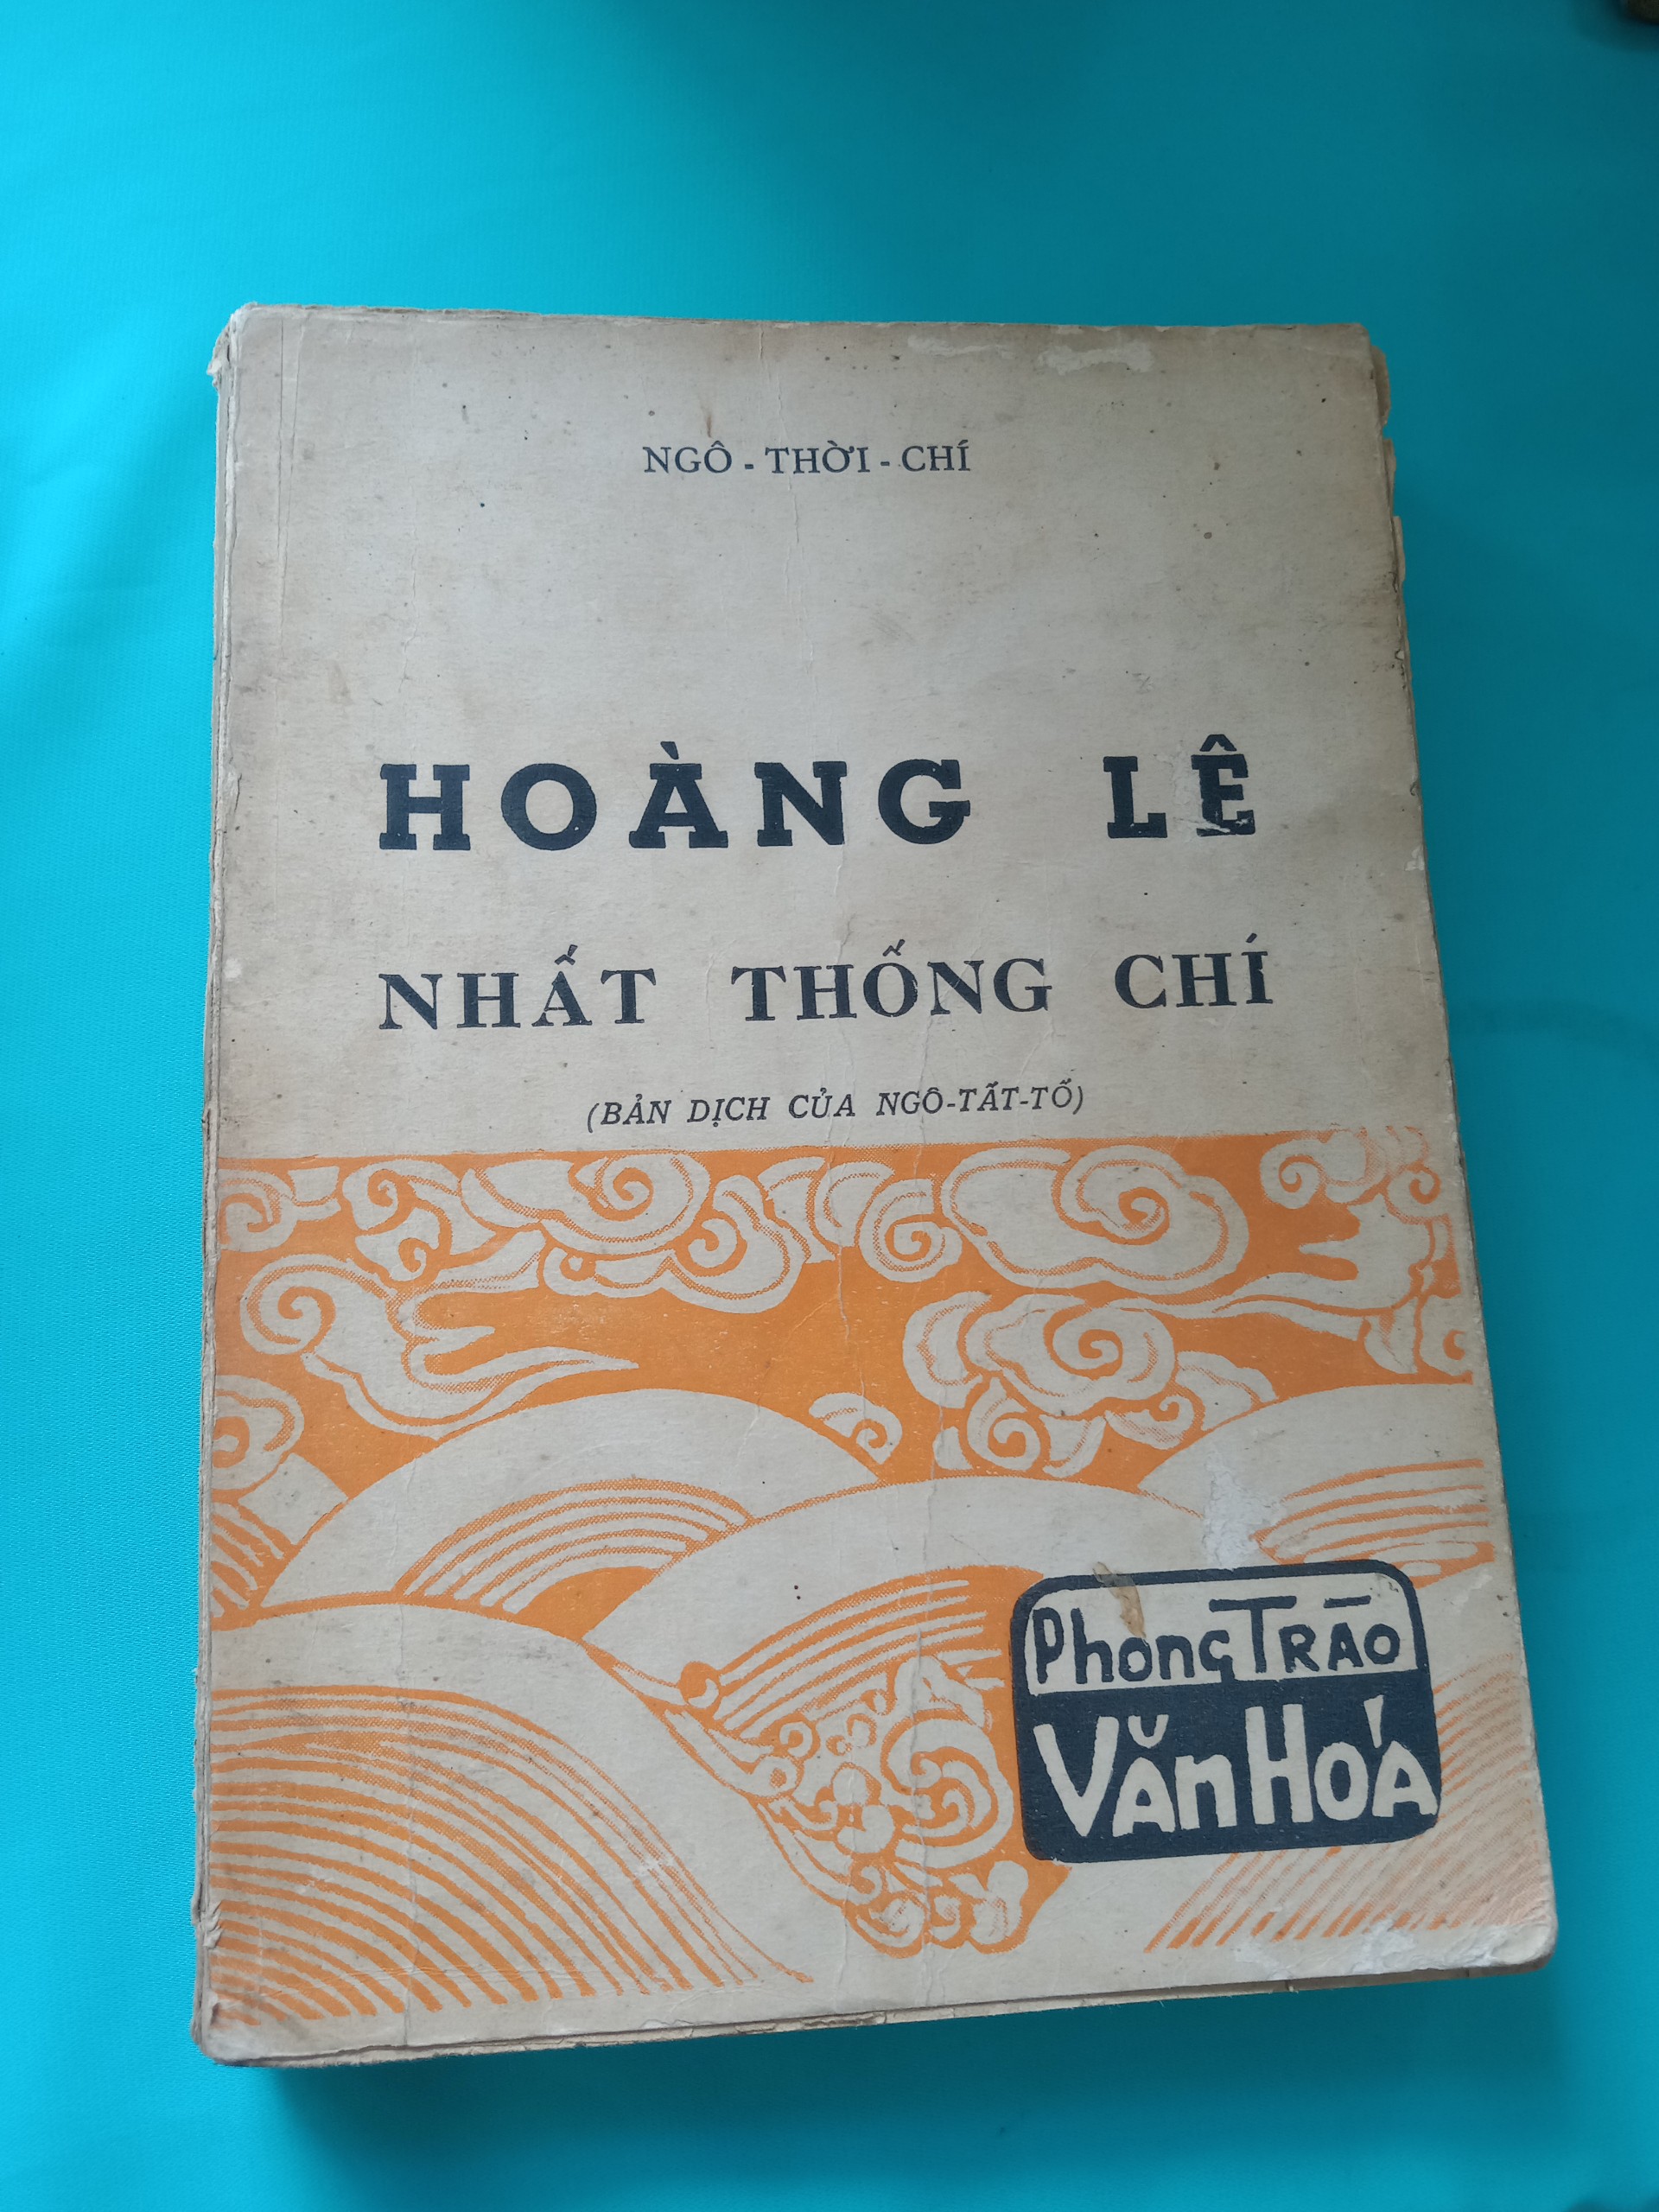 NGÔ - THỜI - CHÍ
HOÀNG LÊ
NHẤT THỐNG CHÍ
(BẢN DỊCH CỦA NGÔ-TẤT-TỐ)
Phong TRÀO
VĂn HoÁ